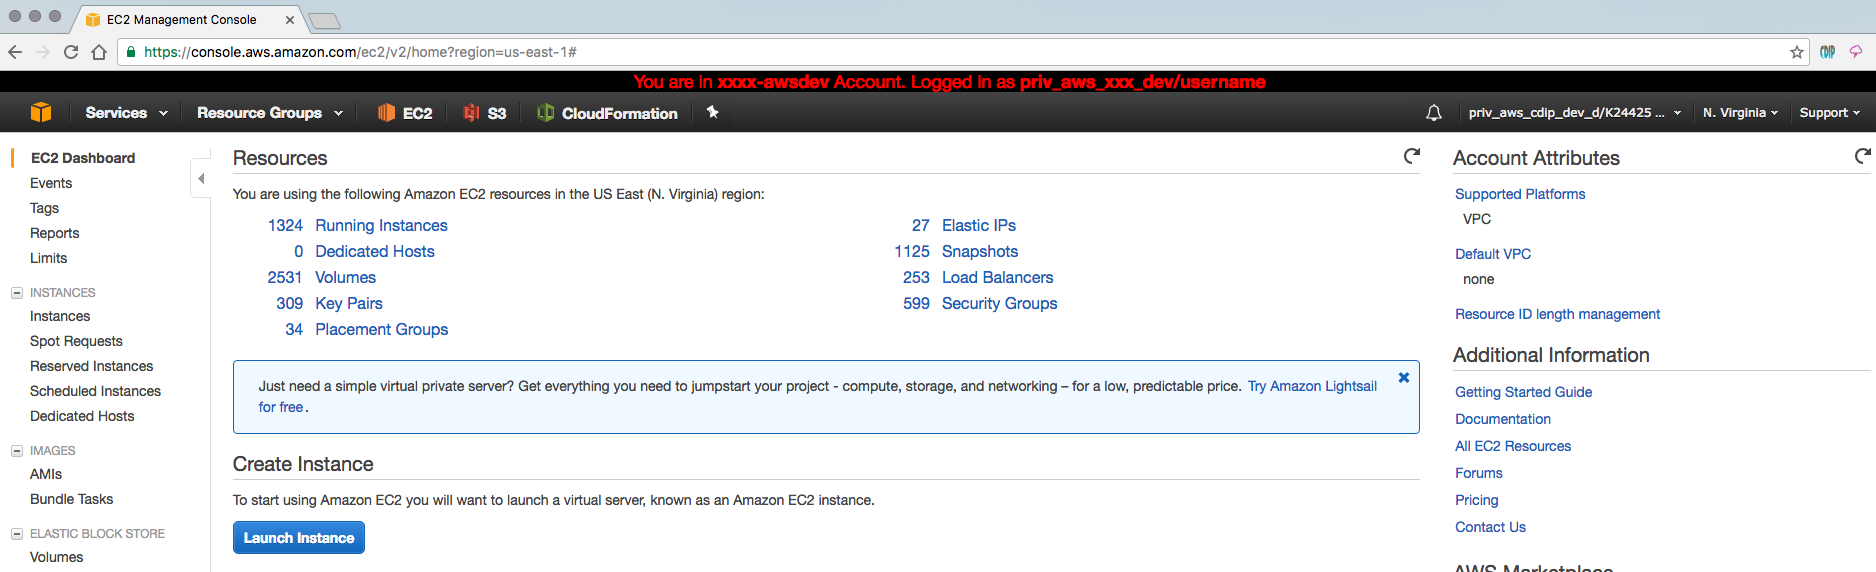 EC2 Management Console
https://console.aws.amazon.com/ec2/v2/home?region=us-east-1#
CDIP
You are in xxxx-awsdev Account. Logged in as priv_aws_xxx_dev/username
Services Resource Groups EC2 S3 CloudFormation priv_aws_cdip_dev_d/K24425 ... N. Virginia Support
EC2 Dashboard
Events
Tags
Reports
Limits
INSTANCES
Instances
Spot Requests
Reserved Instances
Scheduled Instances
Dedicated Hosts
IMAGES
AMIs
Bundle Tasks
ELASTIC BLOCK STORE
Volumes
Resources
You are using the following Amazon EC2 resources in the US East (N. Virginia) region:
1324 Running Instances
0 Dedicated Hosts
2531 Volumes
309 Key Pairs
34 Placement Groups
27 Elastic IPs
1125 Snapshots
253 Load Balancers
599 Security Groups
Just need a simple virtual private server? Get everything you need to jumpstart your project - compute, storage, and networking – for a low, predictable price. Try Amazon Lightsail
for free.
Create Instance
To start using Amazon EC2 you will want to launch a virtual server, known as an Amazon EC2 instance.
Launch Instance
Account Attributes
Supported Platforms
VPC
Default VPC
none
Resource ID length management
Additional Information
Getting Started Guide
Documentation
All EC2 Resources
Forums
Pricing
Contact Us
AWS Marketplace